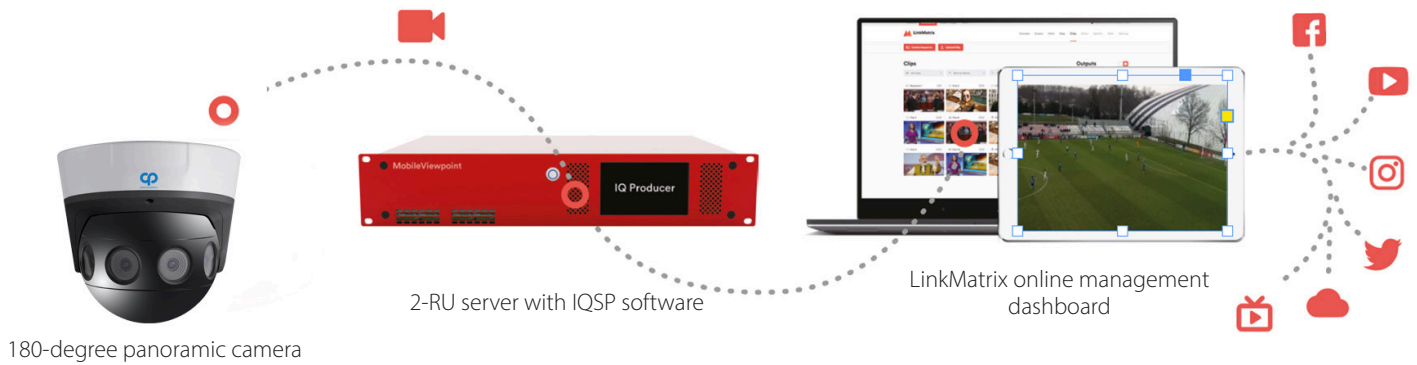 MobileViewpoint
IQ Producer
LinkMatrix
Clips
Outputs
cp
180-degree panoramic camera
2-RU server with IQSP software
LinkMatrix online management
dashboard